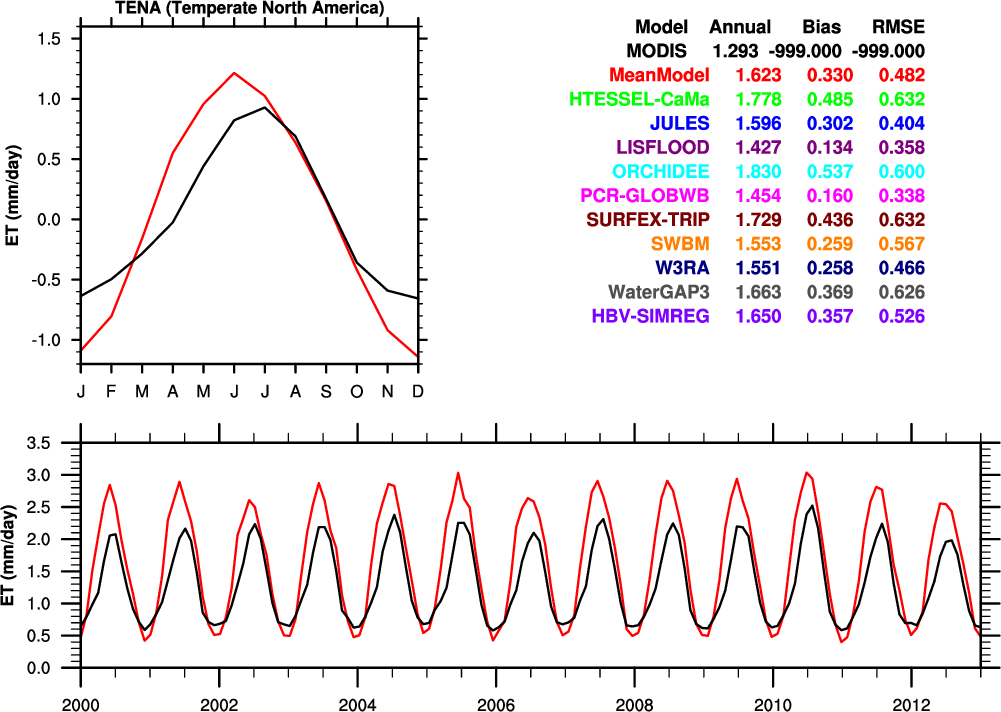 TENA (Temperate North America)
1.5
1.0
0.5
0.0
-0.5
-1.0
ET (mm/day)
J F M A M J J A S O N D
Model Annual Bias RMSE
MODIS 1.293 -999.000 -999.000
MeanModel 1.623 0.330 0.482
HTESSEL-CaMa 1.778 0.485 0.632
JULES 1.596 0.302 0.404
LISFLOOD 1.427 0.134 0.358
ORCHIDEE 1.830 0.537 0.600
PCR-GLOBWB 1.454 0.160 0.338
SURFEX-TRIP 1.729 0.436 0.632
SWBM 1.553 0.259 0.567
W3RA 1.551 0.258 0.466
WaterGAP3 1.663 0.369 0.626
HBV-SIMREG 1.650 0.357 0.526
3.5
3.0
2.5
2.0
1.5
1.0
0.5
0.0
ET (mm/day)
2000 2002 2004 2006 2008 2010 2012